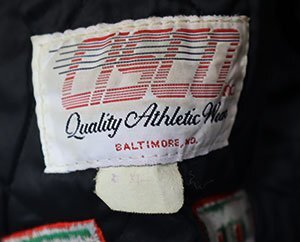 CISCO
Quality Athletic Wear
BALTIMORE, MD.